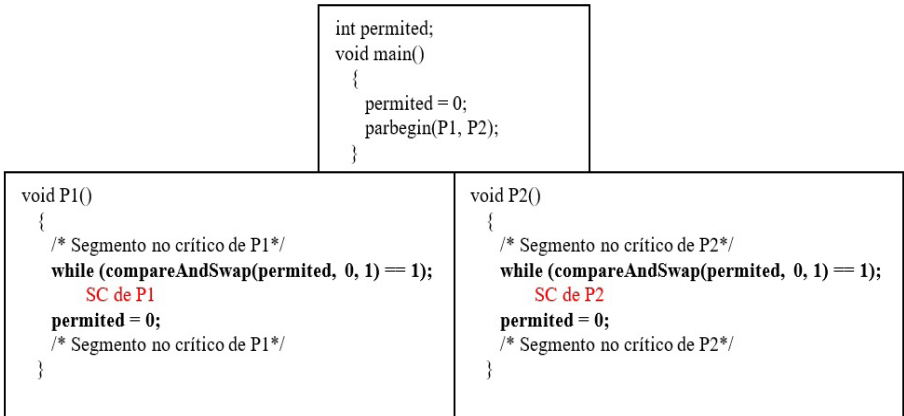 int permited;
void main()
{
permited = 0;
parbegin(P1, P2);
}
void P1()
{
/* Segmento no crítico de P1*/
while (compareAndSwap(permited, 0, 1) == 1);
SC de P1
permited = 0;
/* Segmento no crítico de P1*/
}
void P2()
{
/* Segmento no crítico de P2*/
while (compareAndSwap(permited, 0, 1) == 1);
SC de P2
permited = 0;
/* Segmento no crítico de P2*/
}